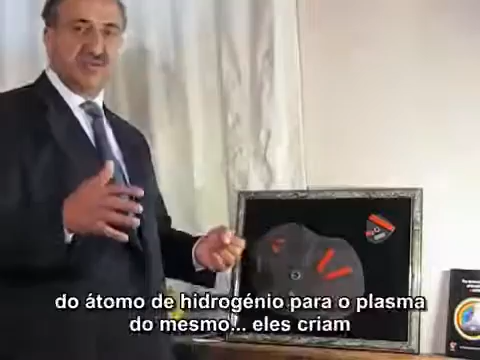 do átomo de hidrogénio para o plasma
do mesmo... eles criam